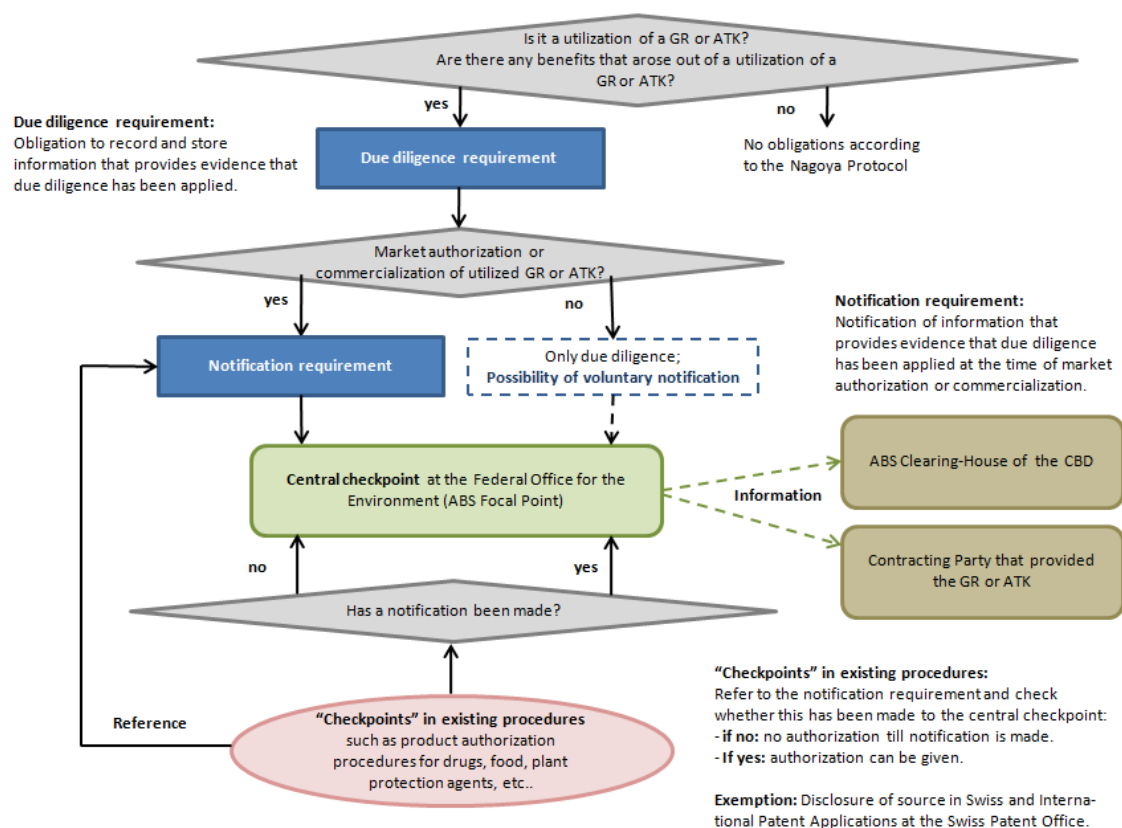 Is it a utilization of a GR or ATK?
Are there any benefits that arose out of a utilization of a
GR or ATK?
yes
no
Due diligence requirement:
Obligation to record and store
information that provides evidence that
due diligence has been applied.
Due diligence requirement
No obligations according
to the Nagoya Protocol
Market authorization or
commercialization of utilized GR or ATK?
yes
no
Notification requirement:
Notification of information that
provides evidence that due diligence
has been applied at the time of market
authorization or commercialization.
Notification requirement
Only due diligence;
Possibility of voluntary notification
Central checkpoint at the Federal Office for the
Environment (ABS Focal Point)
Information
ABS Clearing-House of the CBD
Contracting Party that provided
the GR or ATK
no
yes
Has a notification been made?
Reference
“Checkpoints” in existing procedures
such as product authorization
procedures for drugs, food, plant
protection agents, etc..
“Checkpoints” in existing procedures:
Refer to the notification requirement and check
whether this has been made to the central checkpoint:
- if no: no authorization till notification is made.
- If yes: authorization can be given.
Exemption: Disclosure of source in Swiss and Interna-
tional Patent Applications at the Swiss Patent Office.